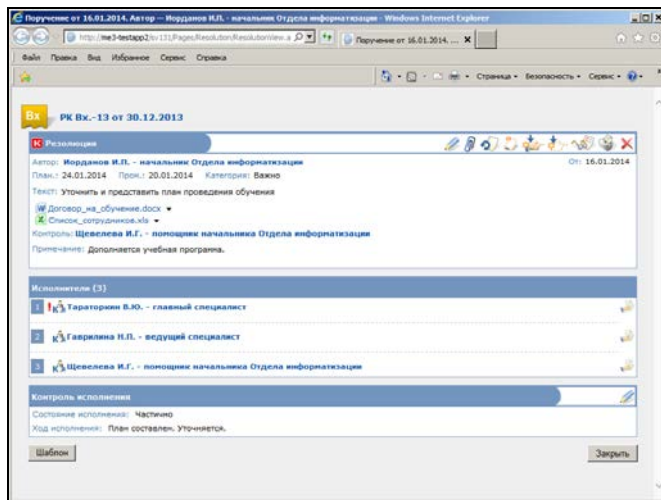 Поручение от 16.01.2014. Автор — Иорданов И.П. - начальник Отдела информатизации - Windows Internet Explorer
Поручение от 16.01.2014. ...
Файл Правка Вид Избранное Сервис Справка
Страница Безопасность Сервис
Вх РК Вх.-13 от 30.12.2013
К Резолюция
Автор: Иорданов И.П. - начальник Отдела информатизации От: 16.01.2014
План.: 24.01.2014 Пром.: 20.01.2014 Категория: Важно
Текст: Уточнить и представить план проведения обучения
Договор_на_обучение.docx
Список_сотрудников.xls
Контроль: Щевелева И.Г. - помощник начальника Отдела информатизации
Примечание: Дополняется учебная программа.
Исполнители (3)
1 Тараторкин В.Ю. - главный специалист
2 Гаврилина Н.П. - ведущий специалист
3 Щевелева И.Г. - помощник начальника Отдела информатизации
Контроль исполнения
Состояние исполнения: Частично
Ход исполнения: План составлен. Уточняется.
Шаблон Закрыть